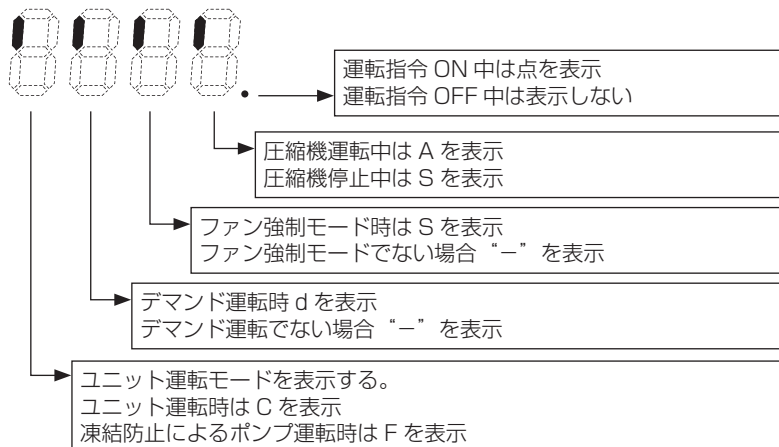 運転指令 ON 中は点を表示
運転指令 OFF 中は表示しない
圧縮機運転中は A を表示
圧縮機停止中は S を表示
ファン強制モード時は S を表示
ファン強制モードでない場合 “－” を表示
デマンド運転時 d を表示
デマンド運転でない場合 “－” を表示
ユニット運転モードを表示する。
ユニット運転時は C を表示
凍結防止によるポンプ運転時は F を表示